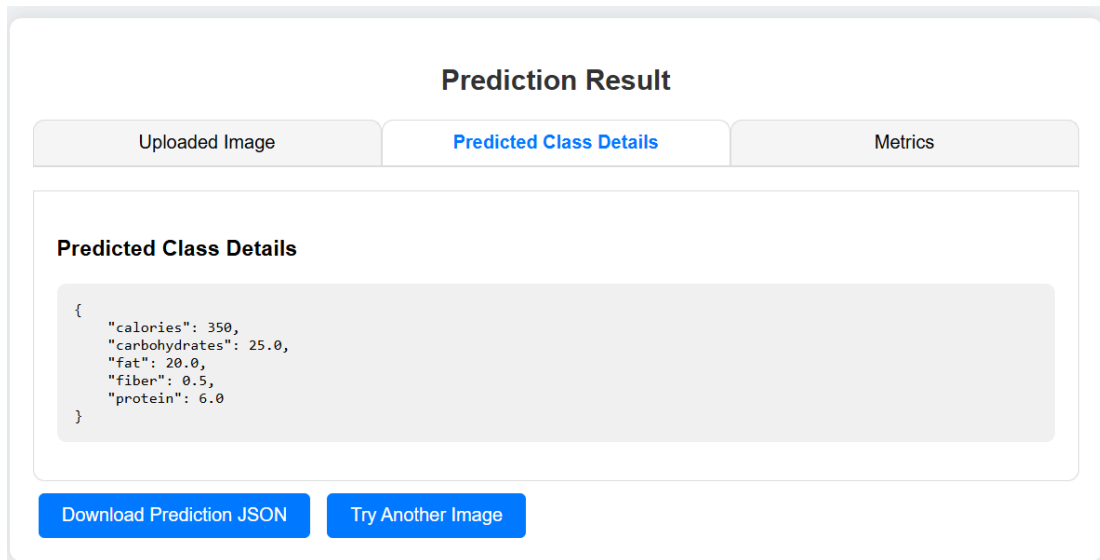 Prediction Result
Uploaded Image
Predicted Class Details
Metrics
Predicted Class Details
{
    "calories": 350,
    "carbohydrates": 25.0,
    "fat": 20.0,
    "fiber": 0.5,
    "protein": 6.0
}
Download Prediction JSON
Try Another Image